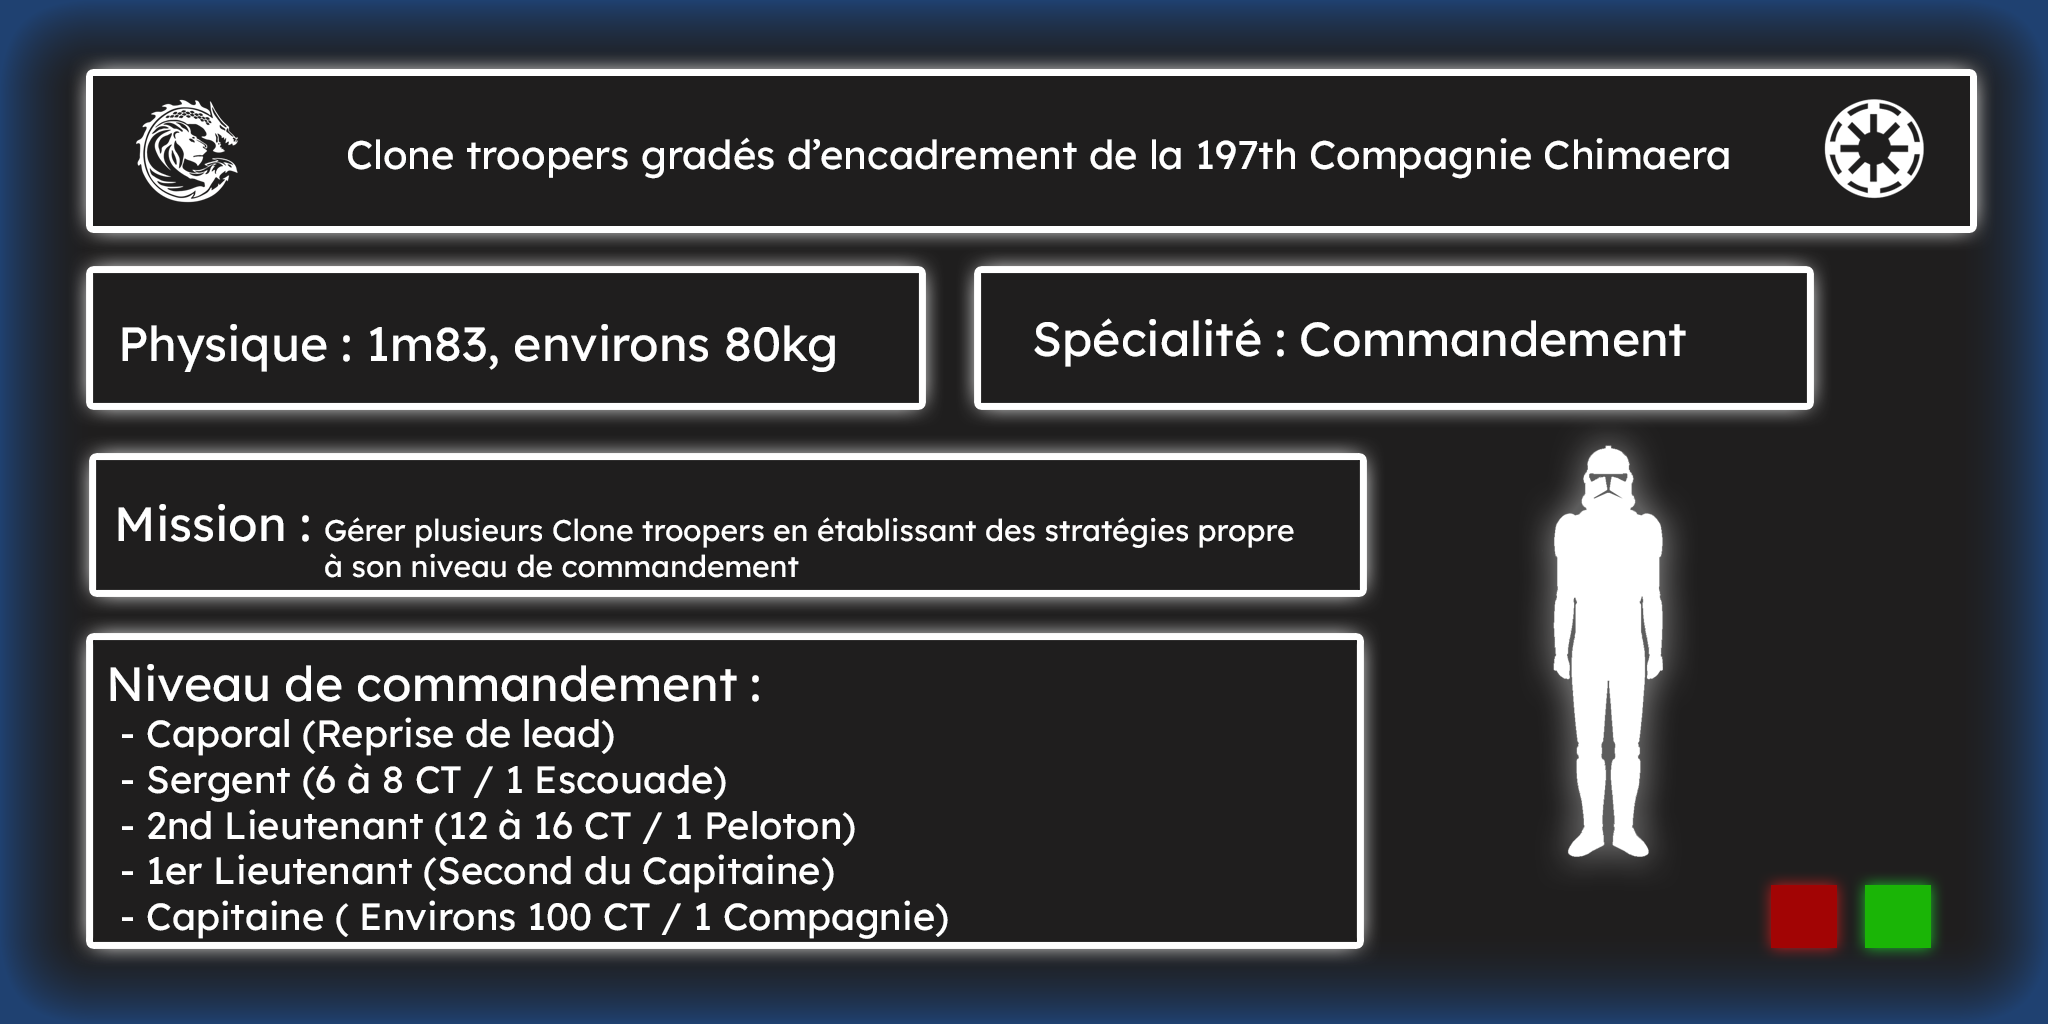 Clone troopers gradés d’encadrement de la 197th Compagnie Chimaera
Physique : 1m83, environs 80kg
Spécialité : Commandement
Mission : Gérer plusieurs Clone troopers en établissant des stratégies propre
à son niveau de commandement
Niveau de commandement :
- Caporal (Reprise de lead)
- Sergent (6 à 8 CT / 1 Escouade)
- 2nd Lieutenant (12 à 16 CT / 1 Peloton)
- 1er Lieutenant (Second du Capitaine)
- Capitaine ( Environs 100 CT / 1 Compagnie)